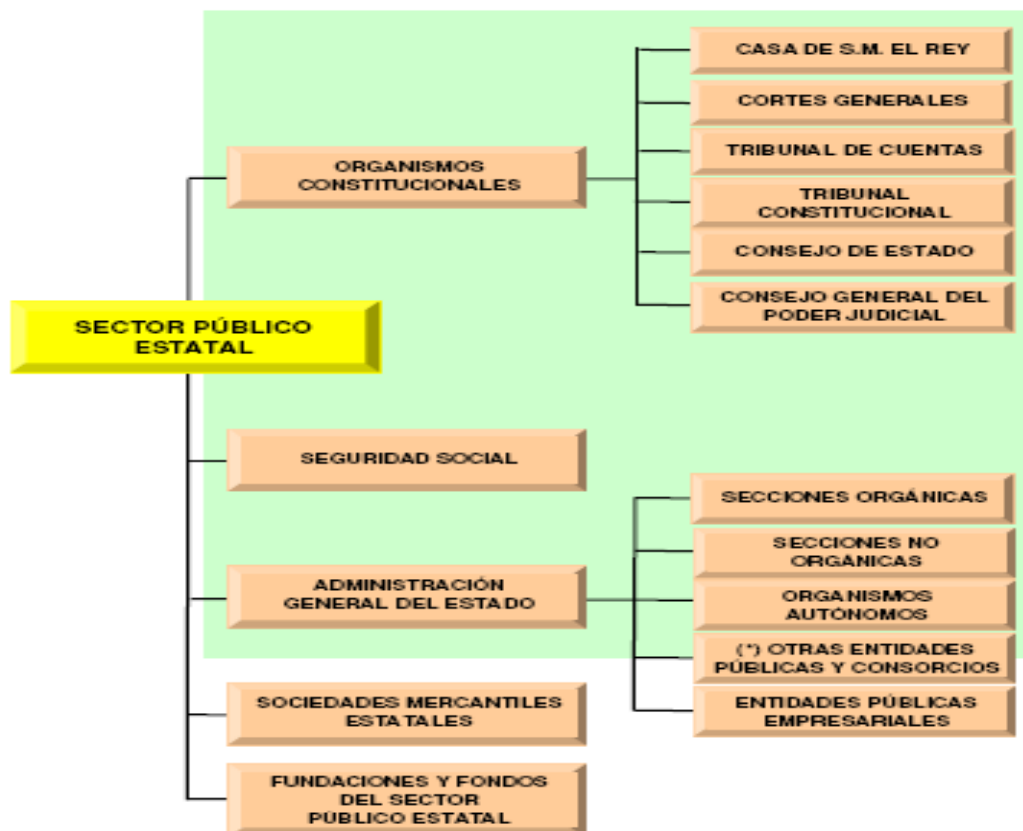 CASA DE S.M. EL REY
CORTES GENERALES
TRIBUNAL DE CUENTAS
ORGANISMOS
CONSTITUCIONALES
TRIBUNAL
CONSTITUCIONAL
CONSEJO DE ESTADO
CONSEJO GENERAL DEL
PODER JUDICIAL
SECTOR PÚBLICO
ESTATAL
SEGURIDAD SOCIAL
SECCIONES ORGÁNICAS
SECCIONES NO
ORGÁNICAS
ADMINISTRACIÓN
GENERAL DEL ESTADO
ORGANISMOS
AUTÓNOMOS
(*) OTRAS ENTIDADES
PÚBLICAS Y CONSORCIOS
SOCIEDADES MERCANTILES
ESTATALES
ENTIDADES PÚBLICAS
EMPRESARIALES
FUNDACIONES Y FONDOS
DEL SECTOR
PÚBLICO ESTATAL